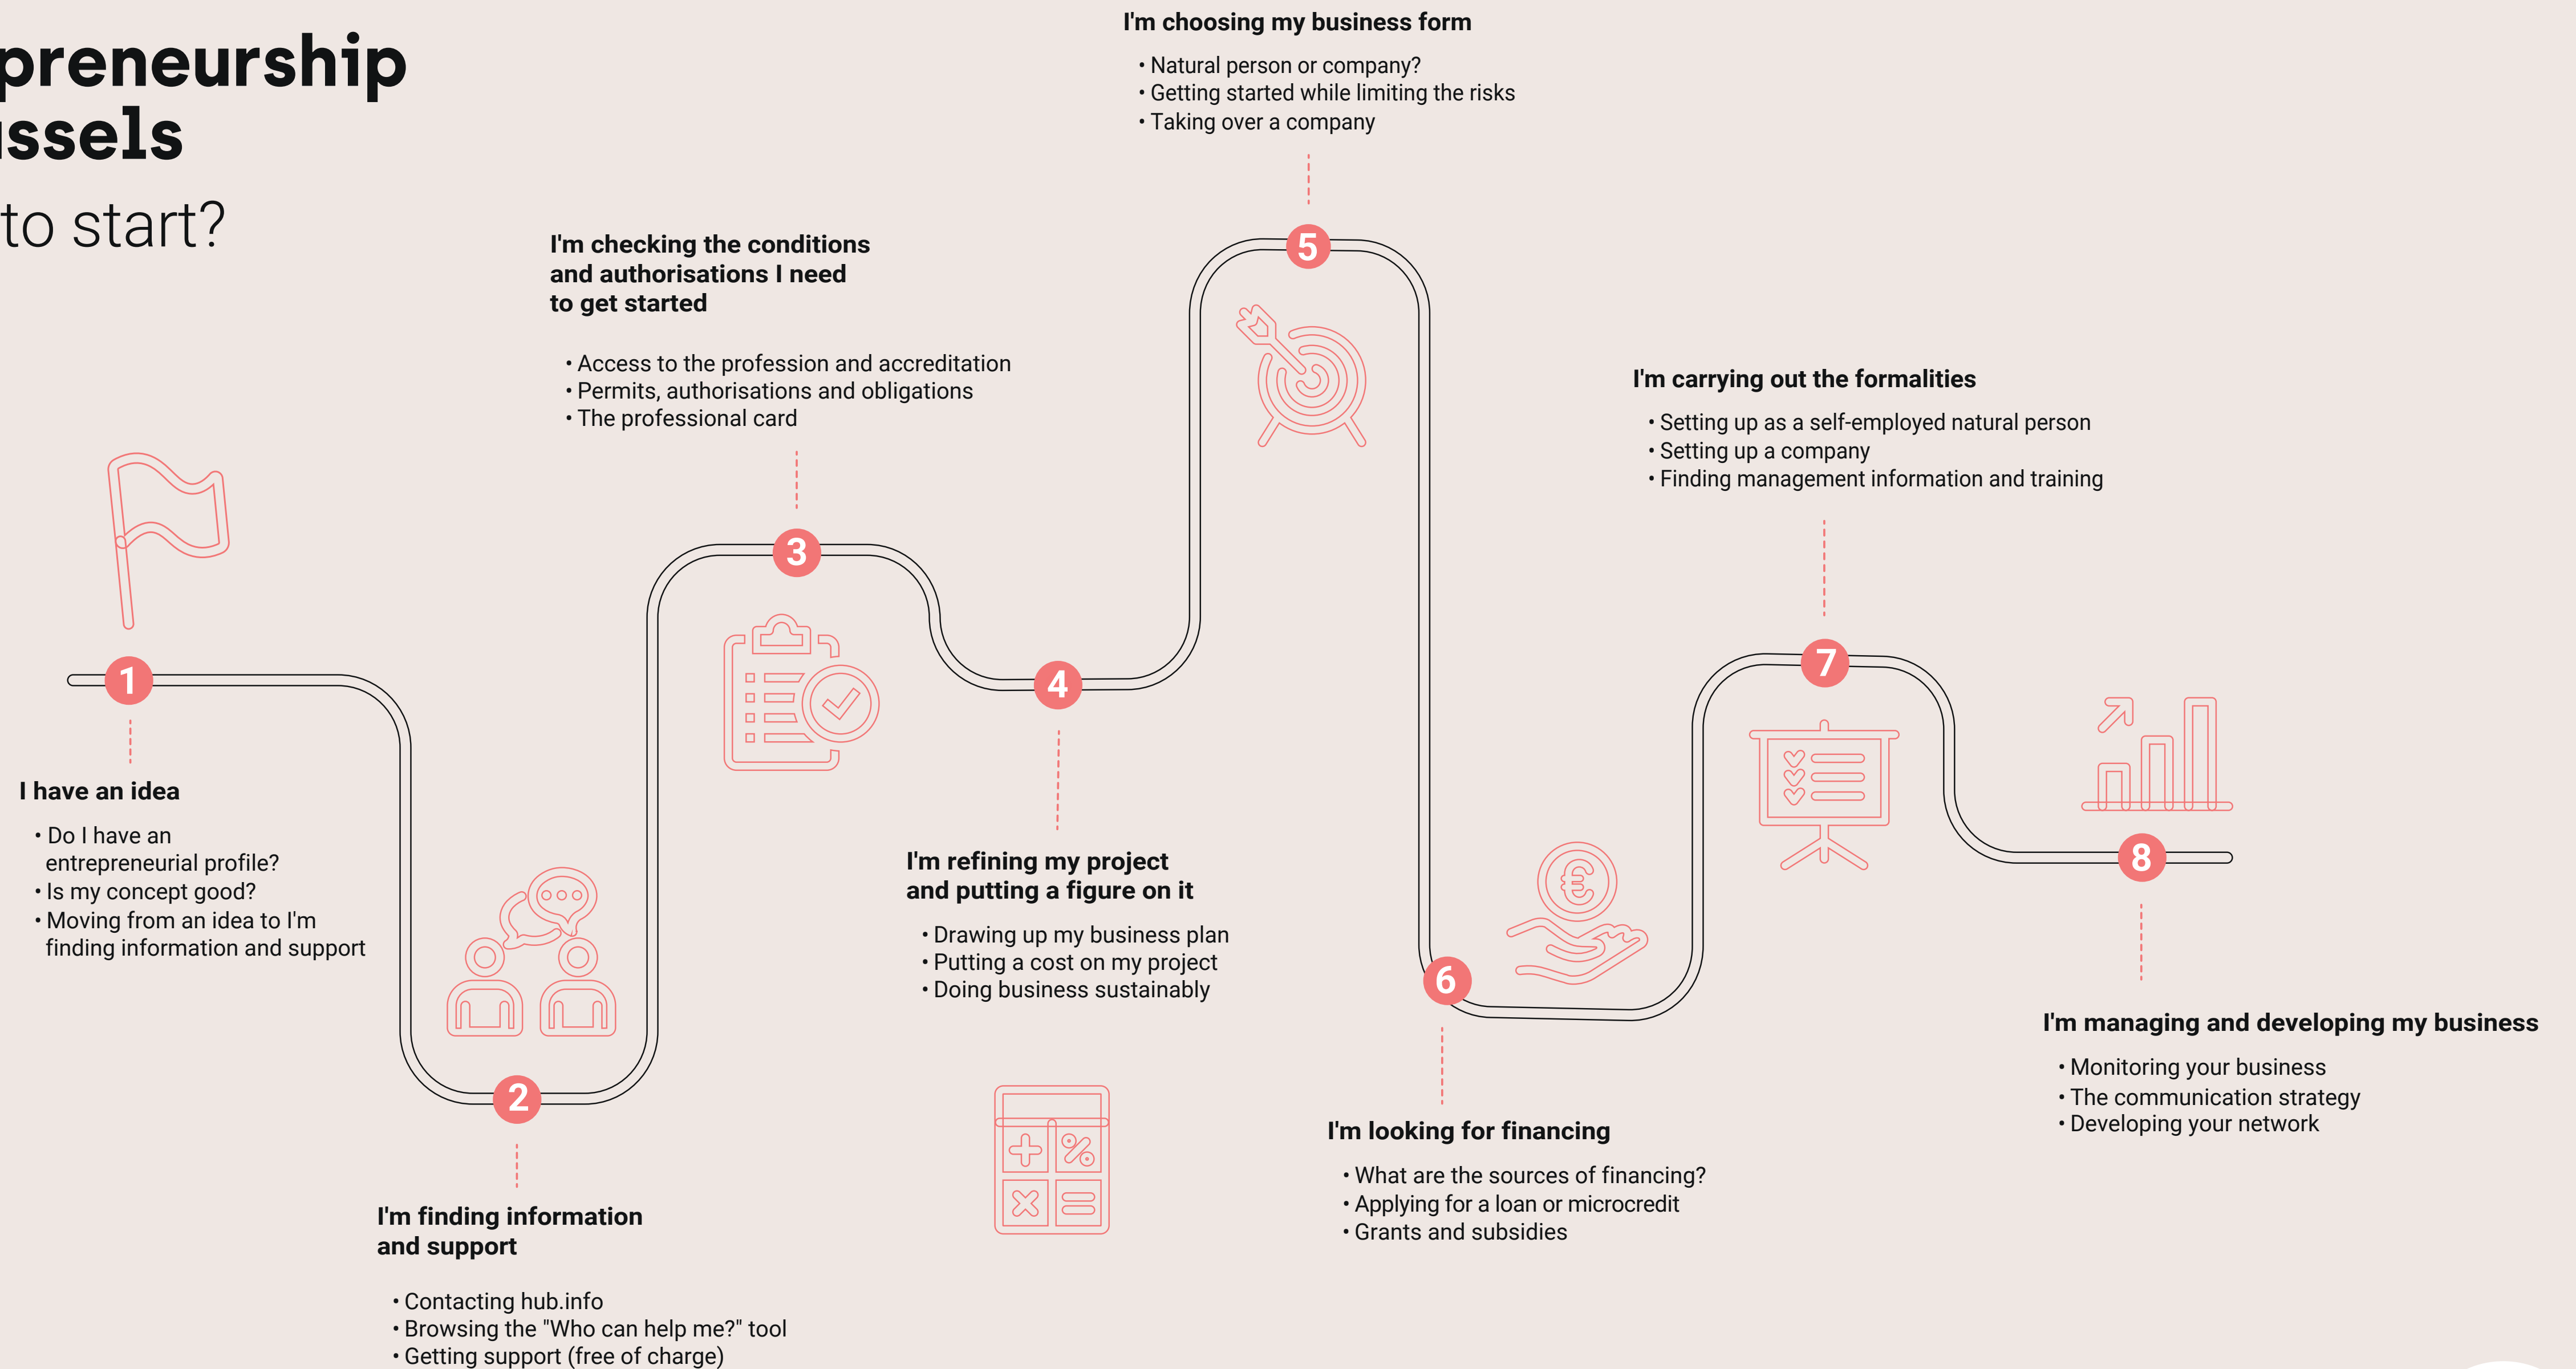 preneurship
ssels
to start?
1
I have an idea
• Do I have an
entrepreneurial profile?
• Is my concept good?
• Moving from an idea to I'm
finding information and support
2
I'm finding information
and support
• Contacting hub.info
• Browsing the "Who can help me?" tool
• Getting support (free of charge)
I'm checking the conditions
and authorisations I need
to get started
• Access to the profession and accreditation
• Permits, authorisations and obligations
• The professional card
3
4
I'm refining my project
and putting a figure on it
• Drawing up my business plan
• Putting a cost on my project
• Doing business sustainably
I'm choosing my business form
• Natural person or company?
• Getting started while limiting the risks
• Taking over a company
5
€
6
I'm looking for financing
• What are the sources of financing?
• Applying for a loan or microcredit
• Grants and subsidies
I'm carrying out the formalities
• Setting up as a self-employed natural person
• Setting up a company
• Finding management information and training
7
8
I'm managing and developing my business
• Monitoring your business
• The communication strategy
• Developing your network